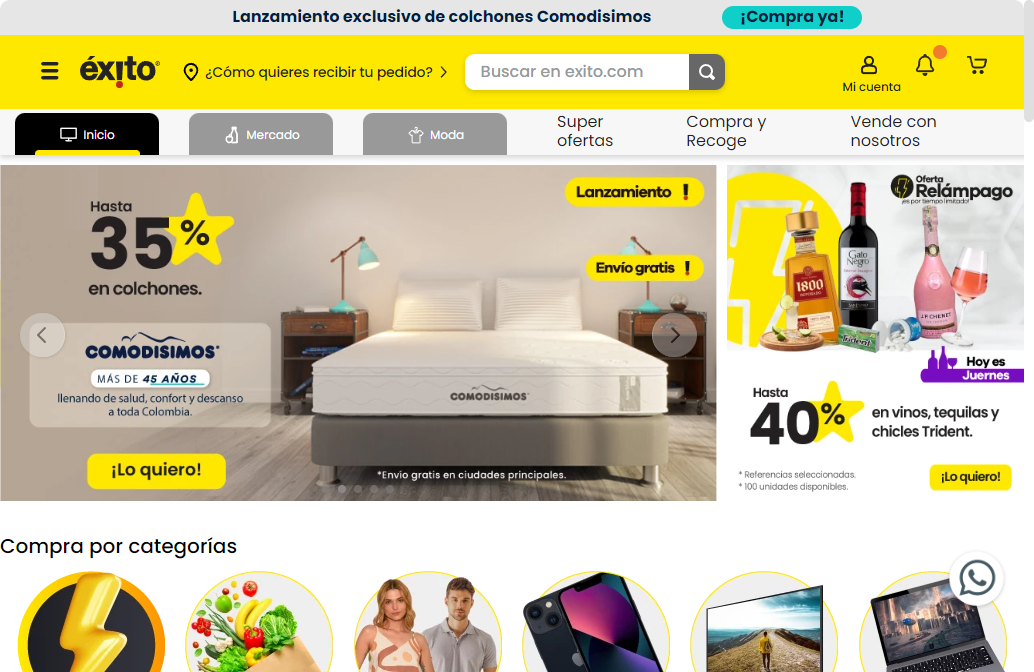 Lanzamiento exclusivo de colchones Comodisimos
¡Compra ya!
éxito
¿Cómo quieres recibir tu pedido?
Buscar en exito.com
Mi cuenta
Inicio
Mercado
Moda
Super
ofertas
Compra y
Recoge
Vende con
nosotros
Hasta
35%
en colchones.
COMODISIMOS
MÁS DE 45 AÑOS
llenando de salud, confort y descanso
a toda Colombia.
¡Lo quiero!
Lanzamiento !
Envío gratis !
COMODISIMOS
*Envío gratis en ciudades principales.
Oferta
Relámpago
¡es por tiempo limitado!
1800
Gato
Negro
J.P. CHENET
Trident
Hoy es
Juernes
Hasta
40%
en vinos, tequilas y
chicles Trident.
* Referencias seleccionadas.
* 100 unidades disponibles.
¡Lo quiero!
Compra por categorías